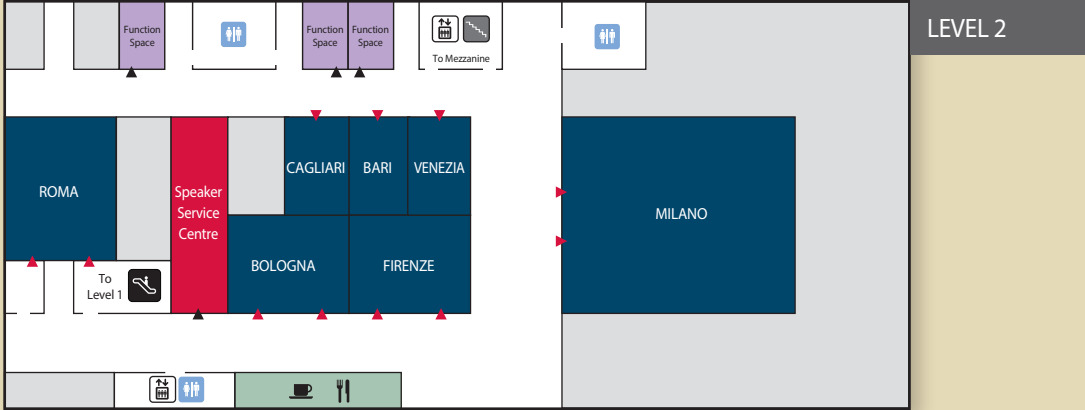 LEVEL 2
Function
Space
Function
Space
Function
Space
To Mezzanine
ROMA
Speaker
Service
Centre
CAGLIARI
BARI
VENEZIA
MILANO
BOLOGNA
FIRENZE
To
Level 1